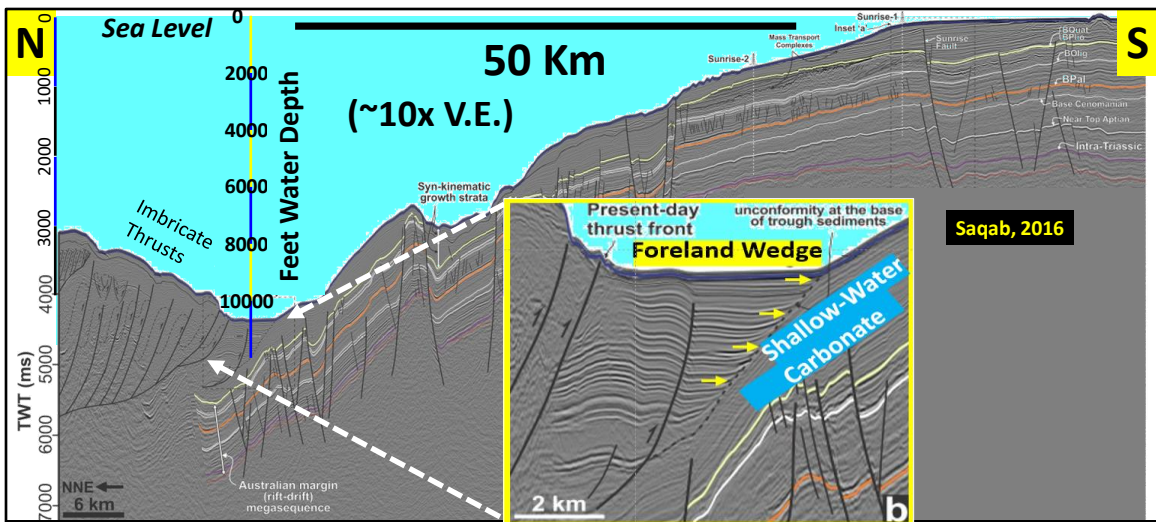 N
Sea Level
S
50 Km
(~10x V.E.)
0
1000
2000
3000
4000
5000
6000
7000
TWT (ms)
0
2000
4000
6000
8000
10000
Feet Water Depth
Sunrise-1
Inset 'a'
Mass Transport
Complexes
Sunrise-2
Sunrise
Fault
BQuat
BPlio
BOlig
BPal
Base Cenomanian
Near Top Aptian
Intra-Triassic
Syn-kinematic
growth strata
Imbricate
Thrusts
Australian margin
(rift-drift)
megasequence
NNE
6 km
Saqab, 2016
Present-day
thrust front
unconformity at the base
of trough sediments
Foreland Wedge
Shallow-Water
Carbonate
2 km
b